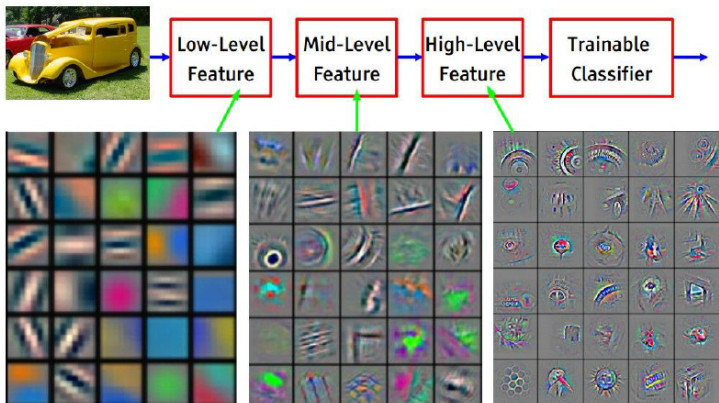 Low-Level
Feature
Mid-Level
Feature
High-Level
Feature
Trainable
Classifier